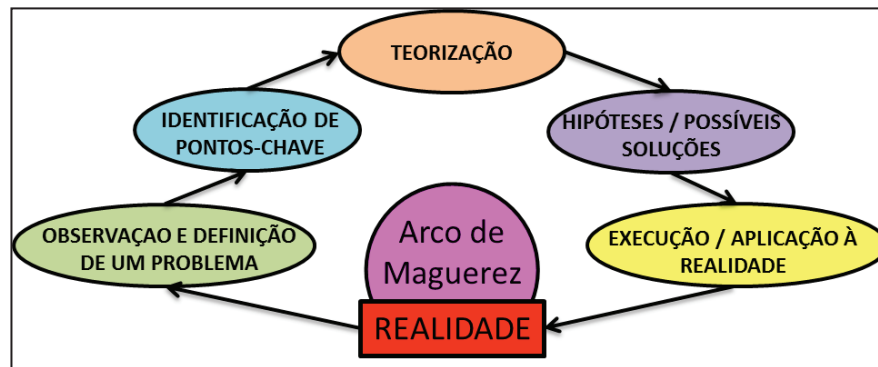 TEORIZAÇÃO
IDENTIFICAÇÃO DE
PONTOS-CHAVE
HIPÓTESES / POSSÍVEIS
SOLUÇÕES
OBSERVAÇAO E DEFINIÇÃO
DE UM PROBLEMA
Arco de
Maguerez
EXECUÇÃO / APLICAÇÃO À
REALIDADE
REALIDADE